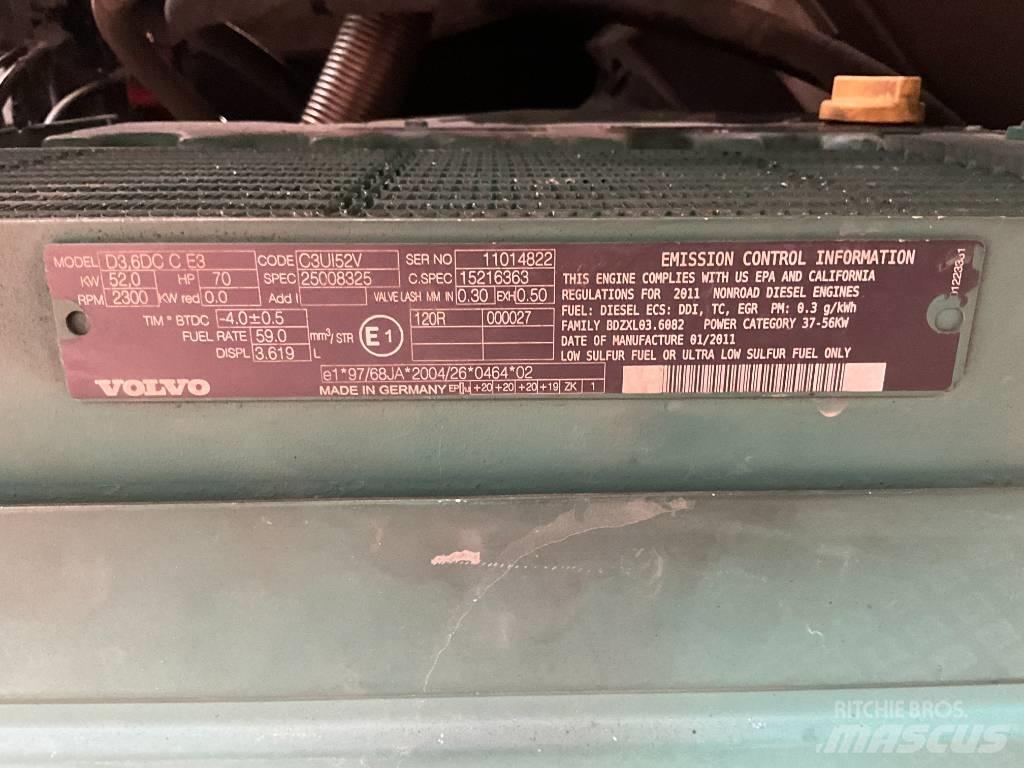 MODEL D3,6DC C E3 CODE C3UI52V SER NO 11014822
KW 52,0 HP 70 SPEC 25008325 C.SPEC 15216363
RPM 2300 KW red 0.0 Add I VALVE LASH MM IN 0.30 EXH 0.50
TIM ° BTDC -4.0±0.5 E1 120R 000027
FUEL RATE 59.0 mm³/STR
DISPL 3.619 L
e1*97/68JA*2004/26*0464*02
VOLVO MADE IN GERMANY EP +20 +20 +20 +19 ZK 1
EMISSION CONTROL INFORMATION
THIS ENGINE COMPLIES WITH US EPA AND CALIFORNIA
REGULATIONS FOR 2011 NONROAD DIESEL ENGINES
FUEL: DIESEL ECS: DDI, TC, EGR PM: 0.3 g/kWh
FAMILY BDZXL03.6082 POWER CATEGORY 37-56KW
DATE OF MANUFACTURE 01/2011
LOW SULFUR FUEL OR ULTRA LOW SULFUR FUEL ONLY
RITCHIE BROS.
MASCUS